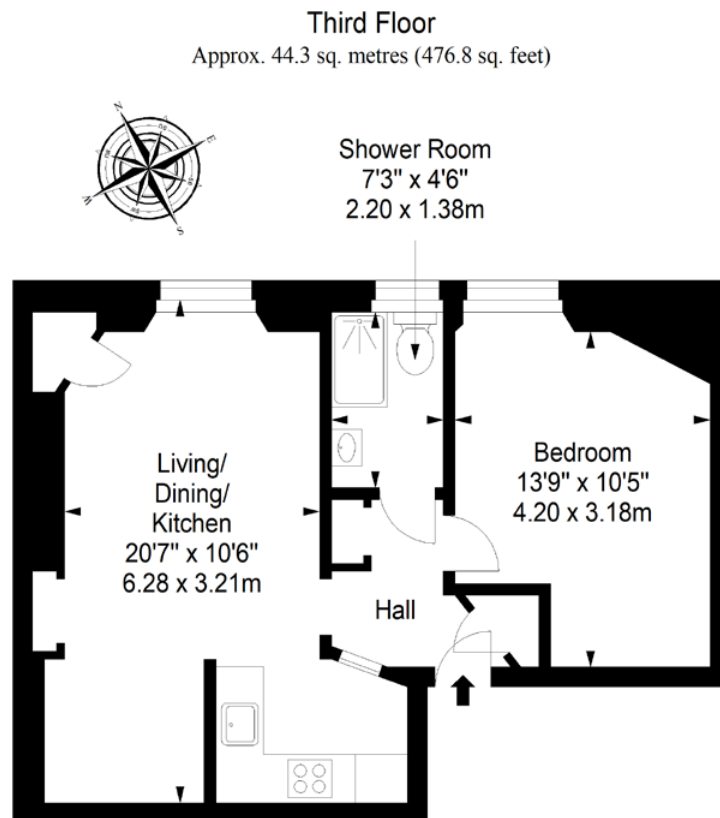 Third Floor
Approx. 44.3 sq. metres (476.8 sq. feet)
N
E
S
W
Shower Room
7'3" x 4'6"
2.20 x 1.38m
Living/
Dining/
Kitchen
20'7" x 10'6"
6.28 x 3.21m
Bedroom
13'9" x 10'5"
4.20 x 3.18m
Hall